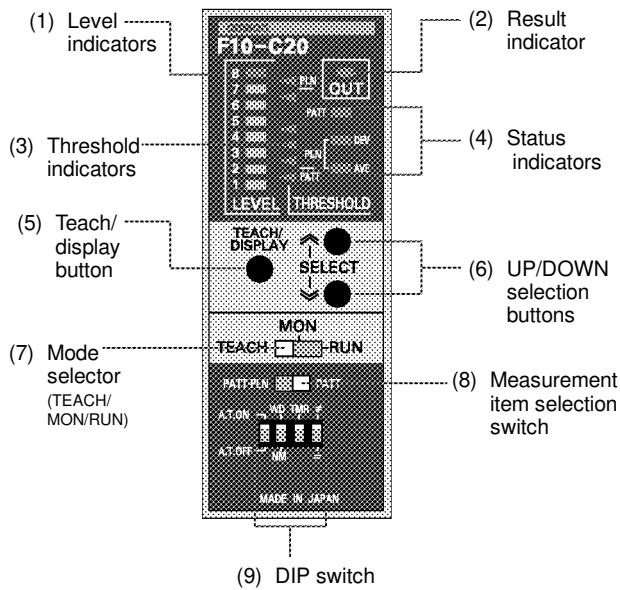 (1) Level indicators
(2) Result indicator
(3) Threshold indicators
(4) Status indicators
(5) Teach/ display button
(6) UP/DOWN selection buttons
(7) Mode selector (TEACH/ MON/RUN)
(8) Measurement item selection switch
(9) DIP switch
F10-C20
8
7
6
5
4
3
2
1
PLN
OUT
PATT
DEV
PLN
AVE
PATT
LEVEL
THRESHOLD
TEACH/ DISPLAY
SELECT
MON
TEACH
RUN
PATT·PLN
PATT
A.T.ON
WD
TMR
≠
A.T.OFF
NM
=
MADE IN JAPAN